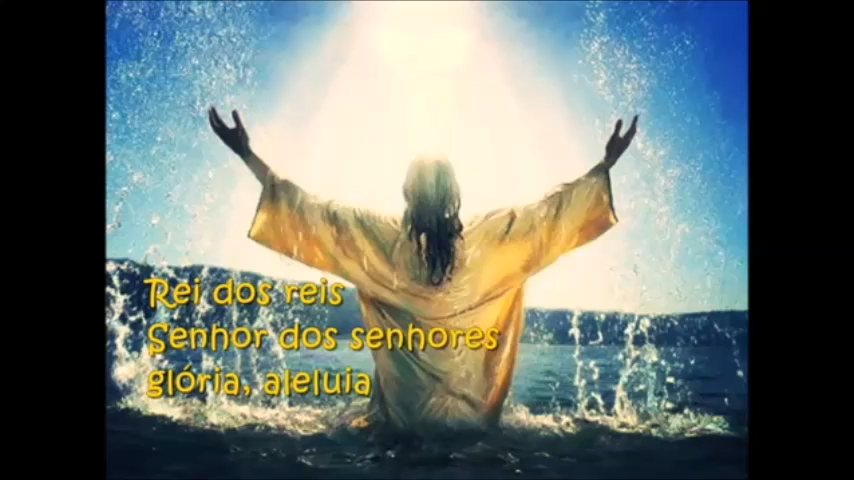 Rei dos reis
Senhor dos senhores
glória, aleluia